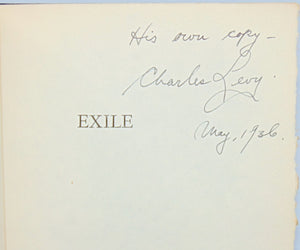 His own copy -
Charles Levy.
EXILE
May, 1936.